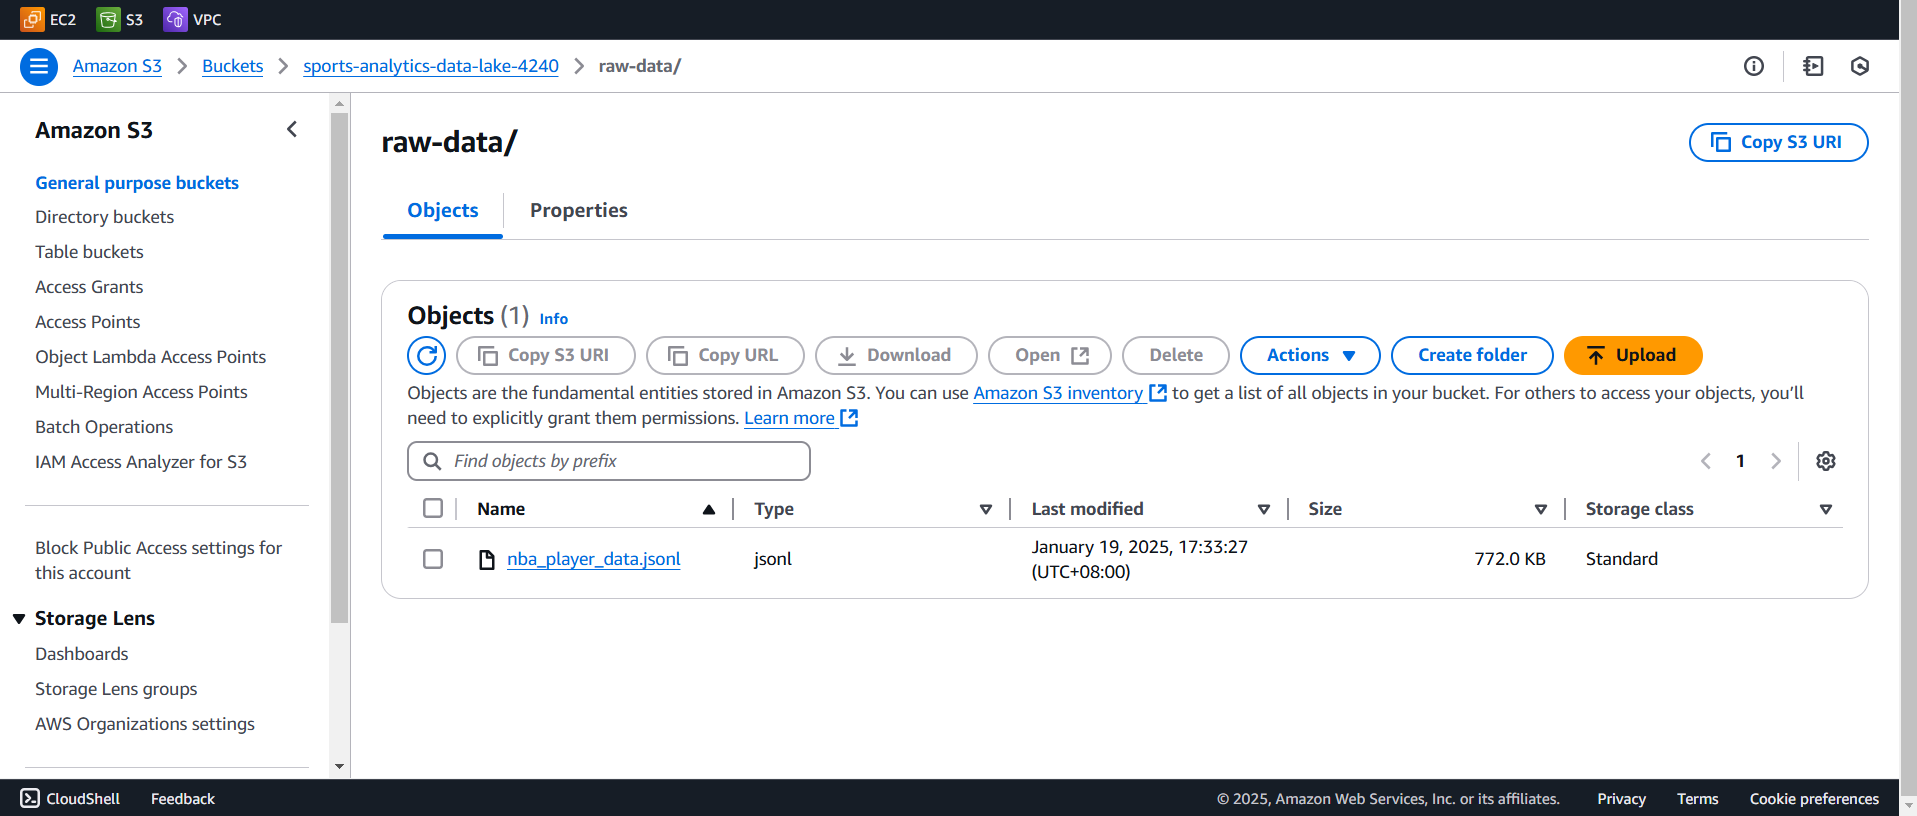 EC2 S3 VPC
Amazon S3 > Buckets > sports-analytics-data-lake-4240 > raw-data/
Amazon S3
General purpose buckets
Directory buckets
Table buckets
Access Grants
Access Points
Object Lambda Access Points
Multi-Region Access Points
Batch Operations
IAM Access Analyzer for S3
Block Public Access settings for
this account
Storage Lens
Dashboards
Storage Lens groups
AWS Organizations settings
raw-data/
Copy S3 URI
Objects Properties
Objects (1) Info
Copy S3 URI Copy URL Download Open Delete Actions Create folder Upload
Objects are the fundamental entities stored in Amazon S3. You can use Amazon S3 inventory to get a list of all objects in your bucket. For others to access your objects, you’ll
need to explicitly grant them permissions. Learn more
Find objects by prefix
1
Name Type Last modified Size Storage class
nba_player_data.jsonl jsonl January 19, 2025, 17:33:27 772.0 KB Standard
(UTC+08:00)
CloudShell Feedback © 2025, Amazon Web Services, Inc. or its affiliates. Privacy Terms Cookie preferences